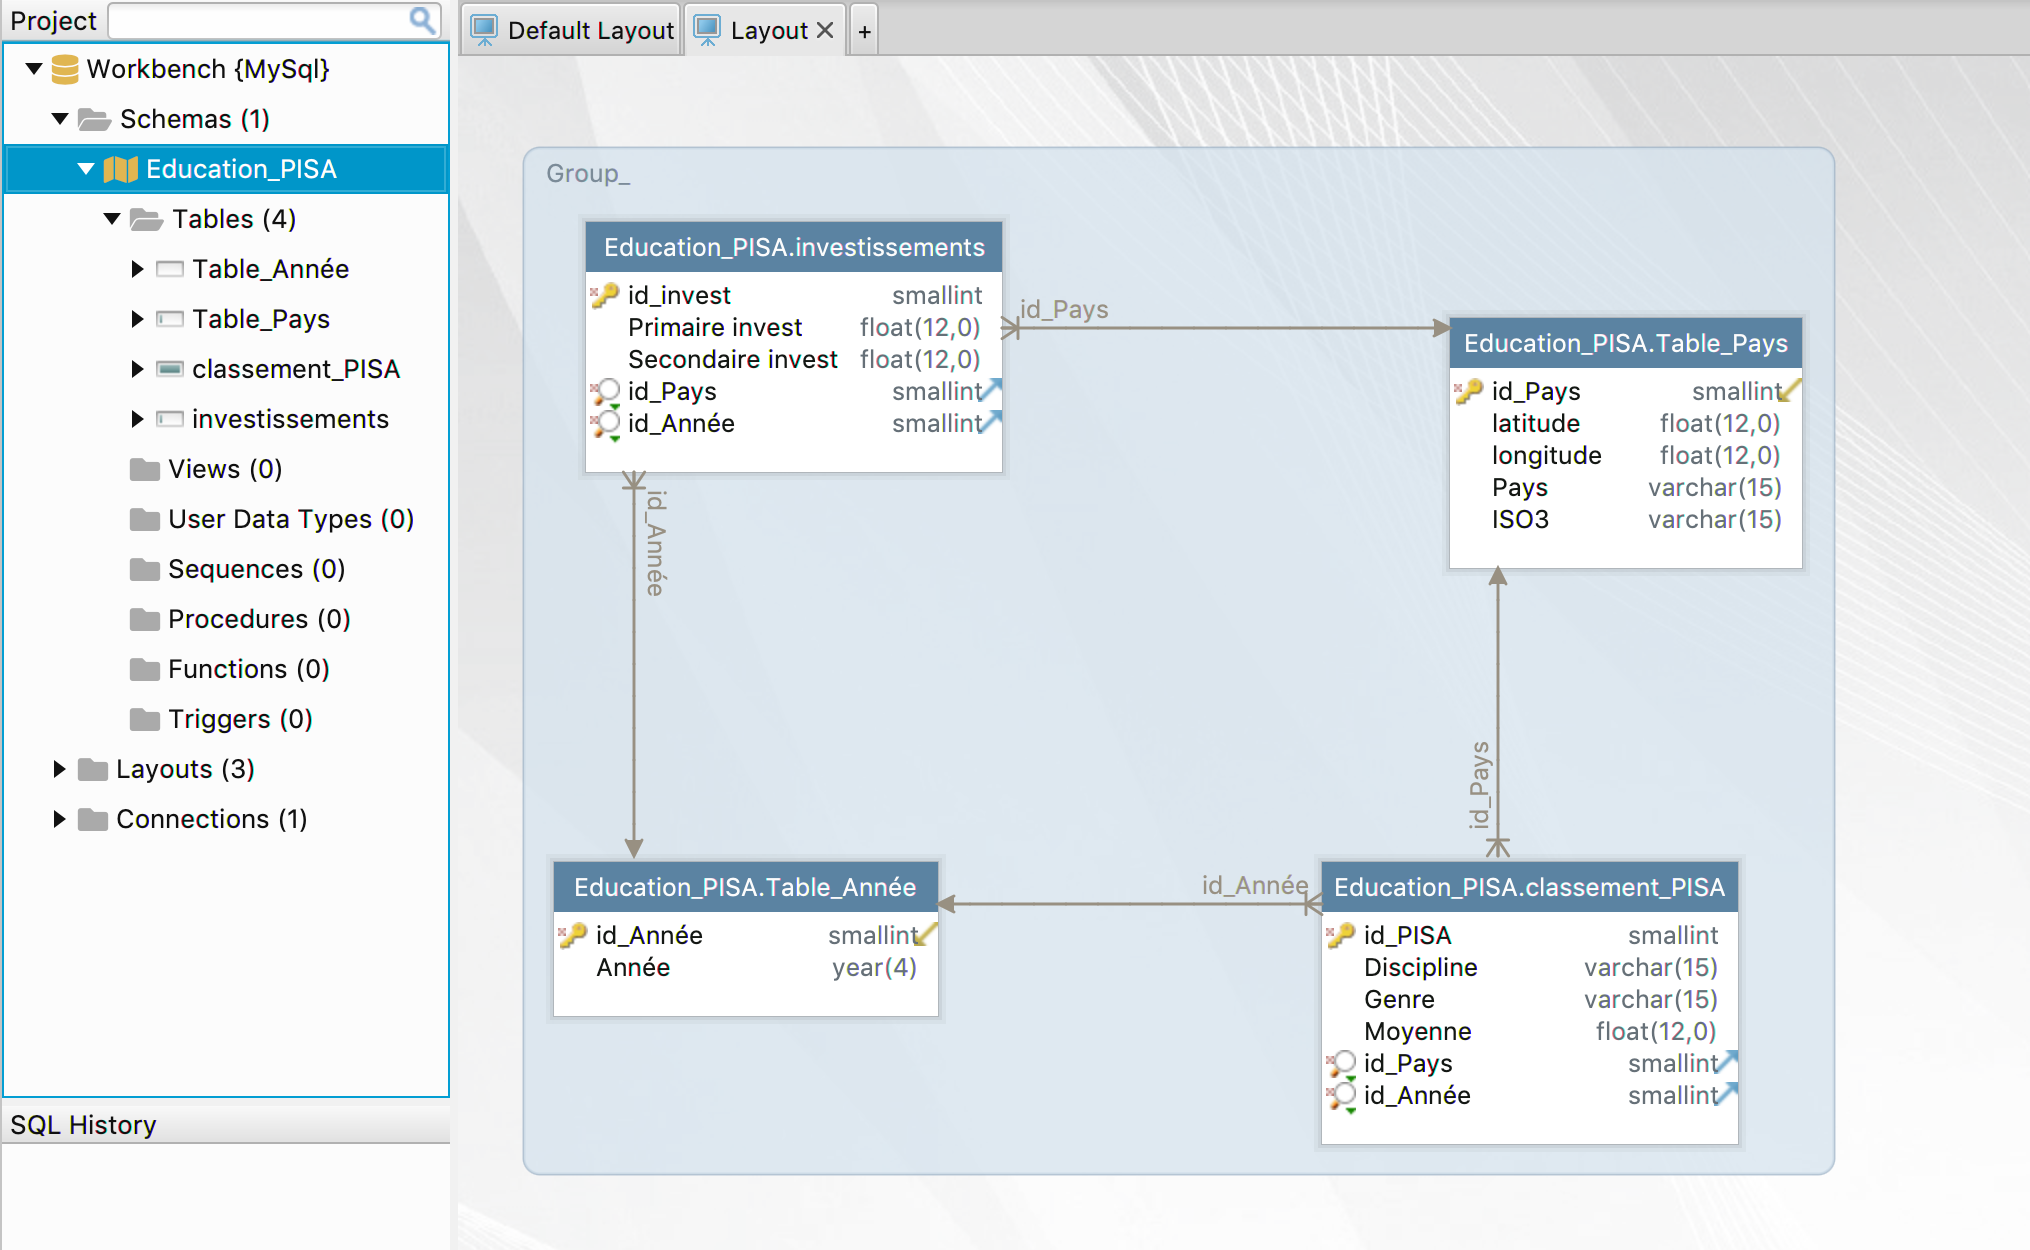 Project
Workbench {MySql}
Schemas (1)
Education_PISA
Tables (4)
Table_Année
Table_Pays
classement_PISA
investissements
Views (0)
User Data Types (0)
Sequences (0)
Procedures (0)
Functions (0)
Triggers (0)
Layouts (3)
Connections (1)
SQL History
Default Layout
Layout
+
Group_
Education_PISA.investissements
id_invest smallint
Primaire invest float(12,0)
Secondaire invest float(12,0)
id_Pays smallint
id_Année smallint
id_Pays
Education_PISA.Table_Pays
id_Pays smallint
latitude float(12,0)
longitude float(12,0)
Pays varchar(15)
ISO3 varchar(15)
id_Année
id_Pays
Education_PISA.Table_Année
id_Année smallint
Année year(4)
id_Année
Education_PISA.classement_PISA
id_PISA smallint
Discipline varchar(15)
Genre varchar(15)
Moyenne float(12,0)
id_Pays smallint
id_Année smallint